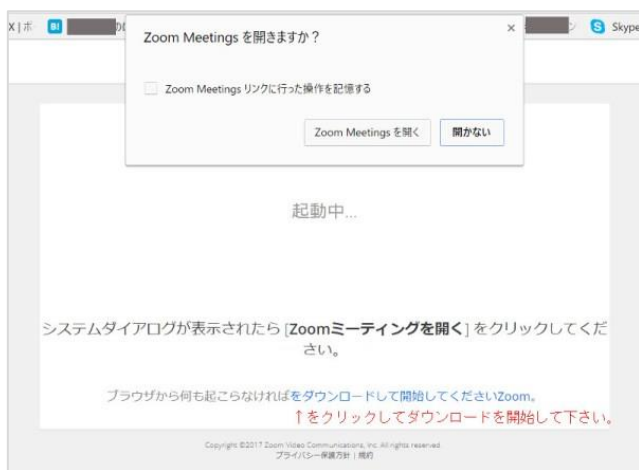 X | ボ
B!
Skype
Zoom Meetings を開きますか？
×
Zoom Meetings リンクに行った操作を記憶する
Zoom Meetings を開く
開かない
起動中...
システムダイアログが表示されたら [Zoomミーティングを開く] をクリックしてくだ
さい。
ブラウザから何も起こらなければをダウンロードして開始してくださいZoom。
↑をクリックしてダウンロードを開始して下さい。
Copyright ©2017 Zoom Video Communications, Inc. All rights reserved.
プライバシー保護方針 | 規約